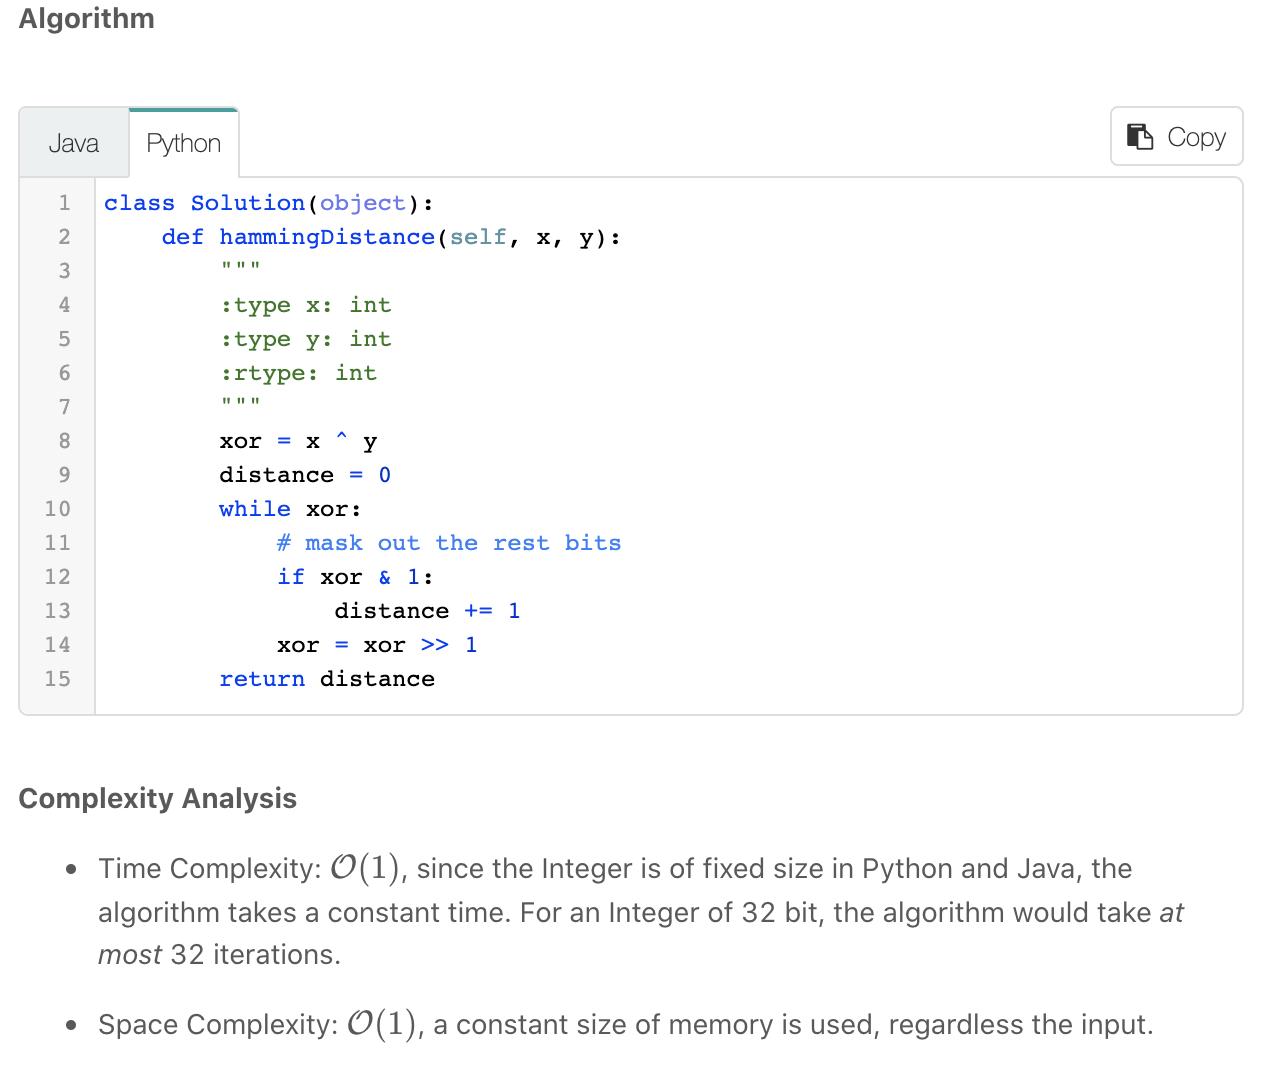 Algorithm
Java
Python
Copy
1 class Solution(object):
2     def hammingDistance(self, x, y):
3         """
4         :type x: int
5         :type y: int
6         :rtype: int
7         """
8         xor = x ^ y
9         distance = 0
10         while xor:
11             # mask out the rest bits
12             if xor & 1:
13                 distance += 1
14             xor = xor >> 1
15         return distance
Complexity Analysis
• Time Complexity: O(1), since the Integer is of fixed size in Python and Java, the
algorithm takes a constant time. For an Integer of 32 bit, the algorithm would take at
most 32 iterations.
• Space Complexity: O(1), a constant size of memory is used, regardless the input.